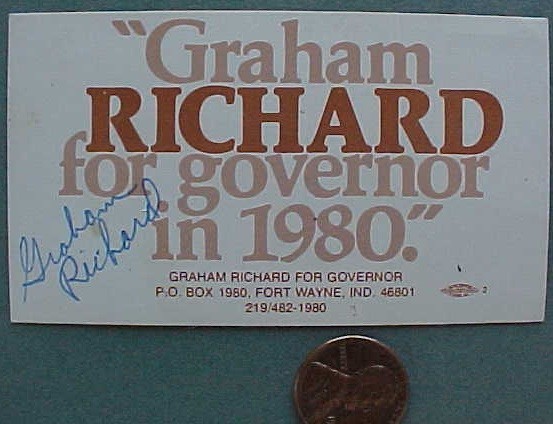 "Graham
RICHARD
for governor
in 1980."
Graham
Richard
GRAHAM RICHARD FOR GOVERNOR
P.O. BOX 1980, FORT WAYNE, IND. 46801
219/482-1980
2